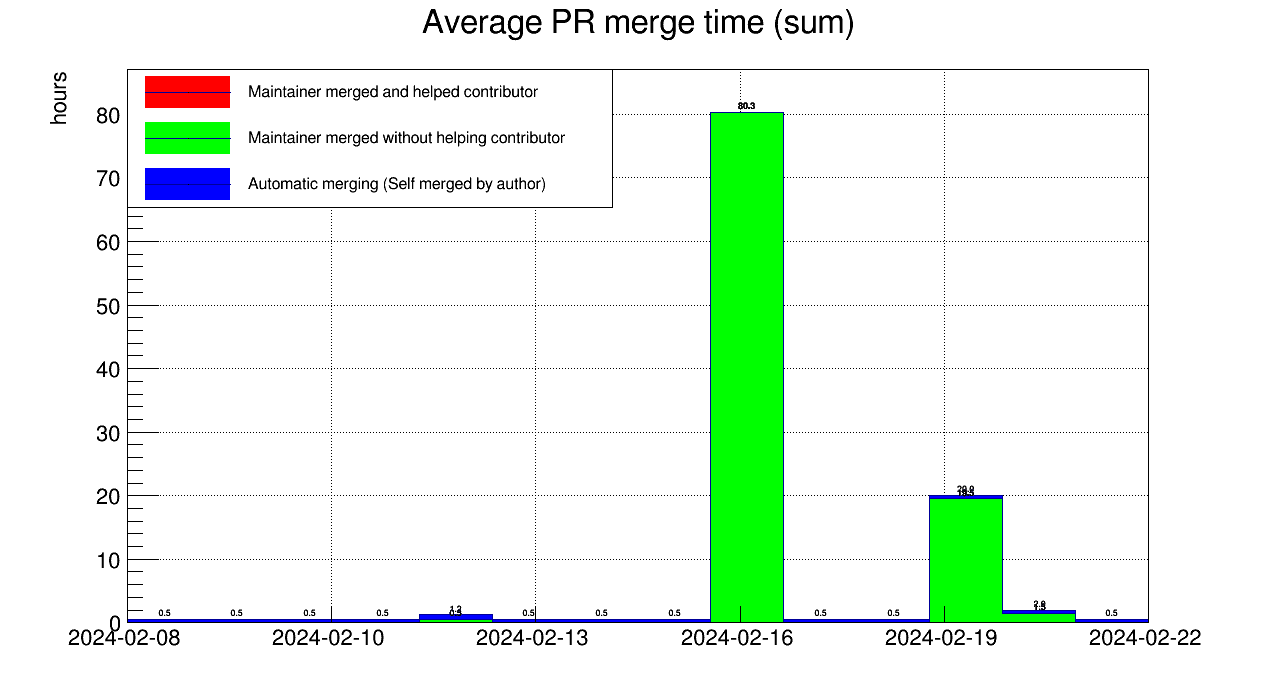 Average PR merge time (sum)
hours
Maintainer merged and helped contributor
Maintainer merged without helping contributor
Automatic merging (Self merged by author)
80
70
60
50
40
30
20
10
0
80.3
0.5 0.5 0.5 0.5 1.2 0.5 0.5 0.5 0.5 0.5 0.5
2024-02-08 2024-02-10 2024-02-13 2024-02-16 2024-02-19 2024-02-22